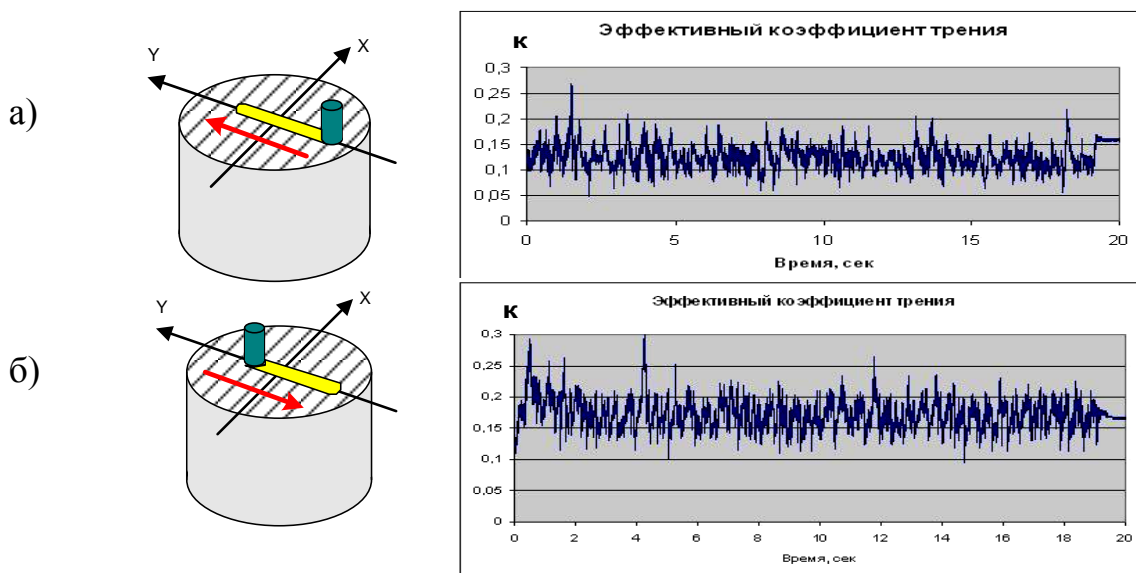 а)
Y
X
к
Эффективный коэффициент трения
0,3
0,25
0,2
0,15
0,1
0,05
0
0 5 10 15 20
Время, сек
б)
Y
X
к
Эффективный коэффициент трения
0,3
0,25
0,2
0,15
0,1
0,05
0
0 2 4 6 8 10 12 14 16 18 20
Время, сек